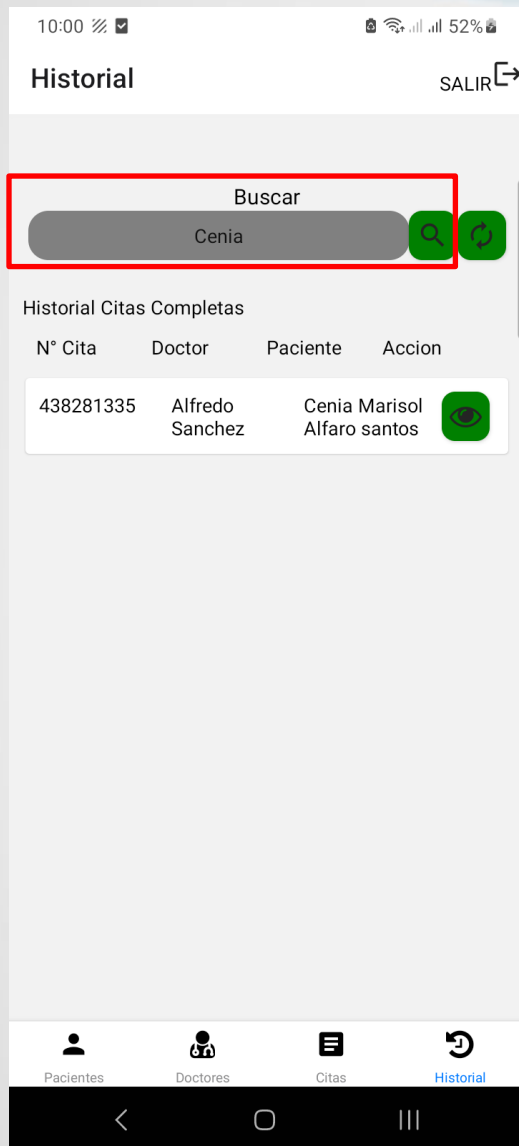 10:00 52%
Historial SALIR
Buscar
Cenia
Historial Citas Completas
N° Cita Doctor Paciente Accion
438281335 Alfredo Cenia Marisol
Sanchez Alfaro santos
Pacientes Doctores Citas Historial